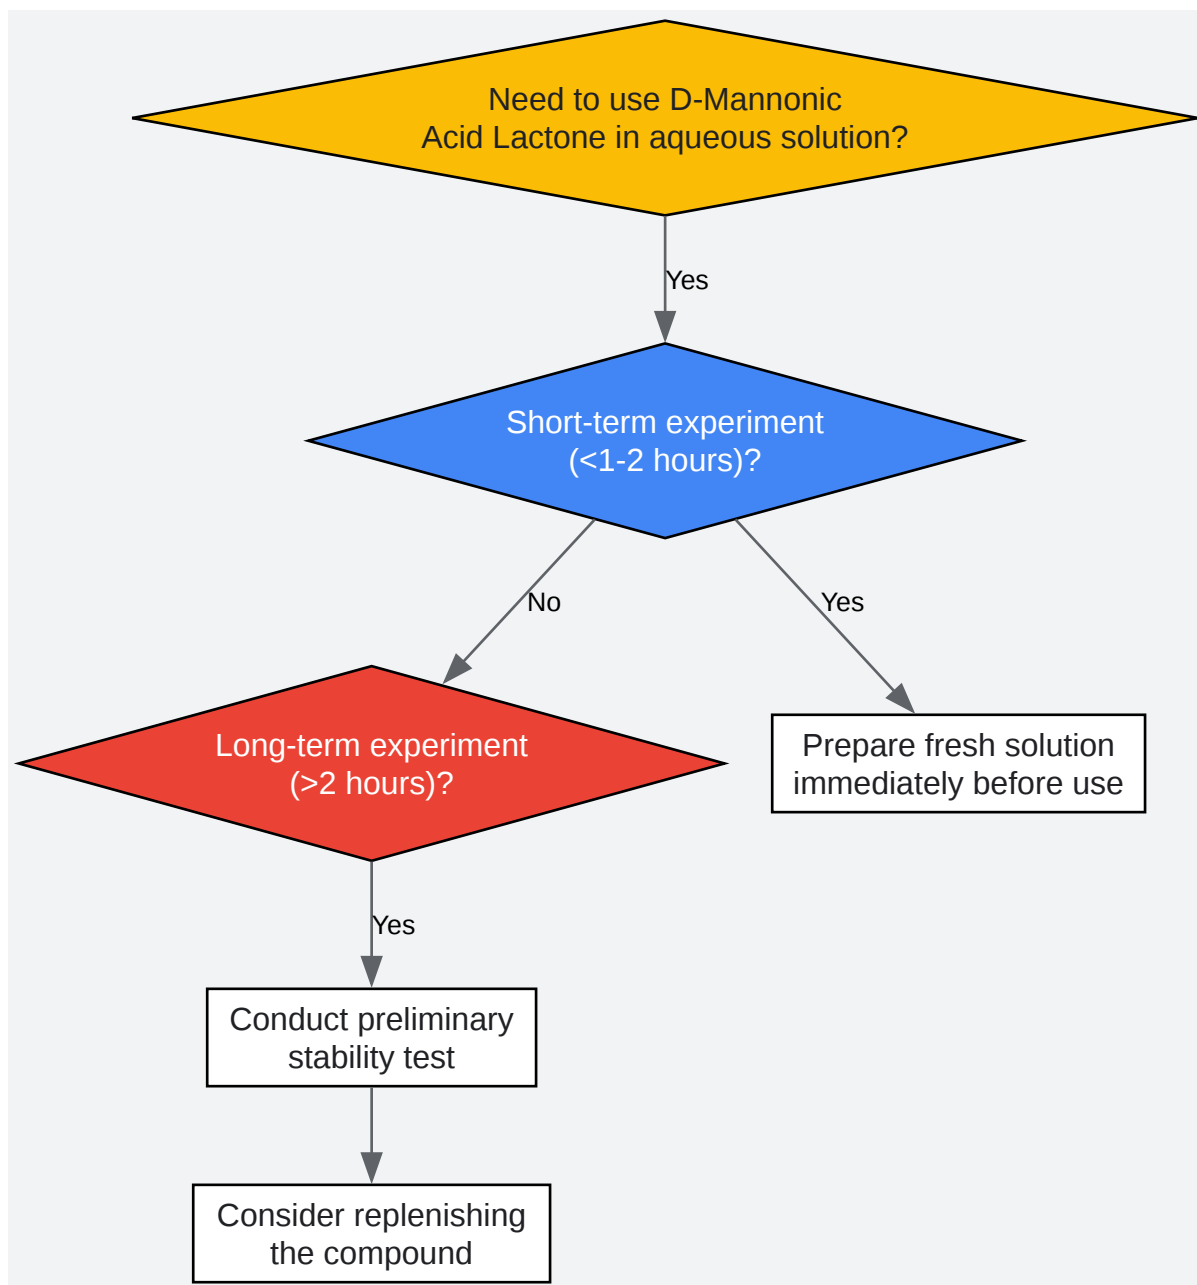 Need to use D-Mannonic
Acid Lactone in aqueous solution?
Yes
Short-term experiment
(<1-2 hours)?
No
Yes
Long-term experiment
(>2 hours)?
Prepare fresh solution
immediately before use
Yes
Conduct preliminary
stability test
Consider replenishing
the compound